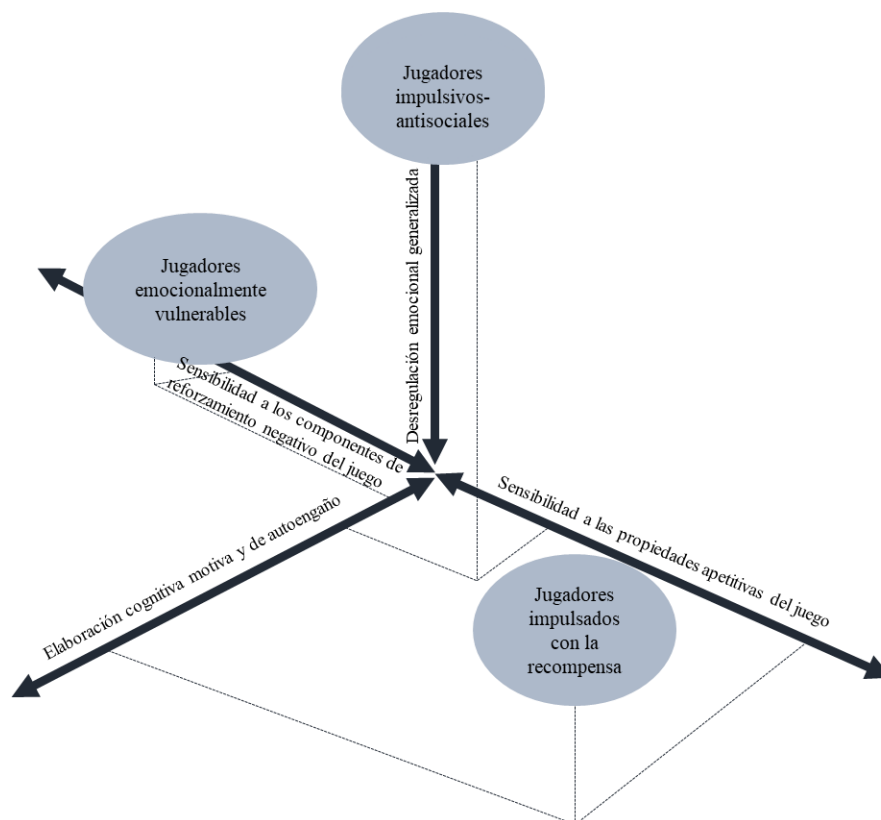 Jugadores
impulsivos-
antisociales
Desregulación emocional generalizada
Jugadores
emocionalmente
vulnerables
Sensibilidad a los componentes de
reforzamiento negativo del juego
Sensibilidad a las propiedades apetitivas del juego
Elaboración cognitiva motiva y de autoengaño
Jugadores
impulsados
con la
recompensa